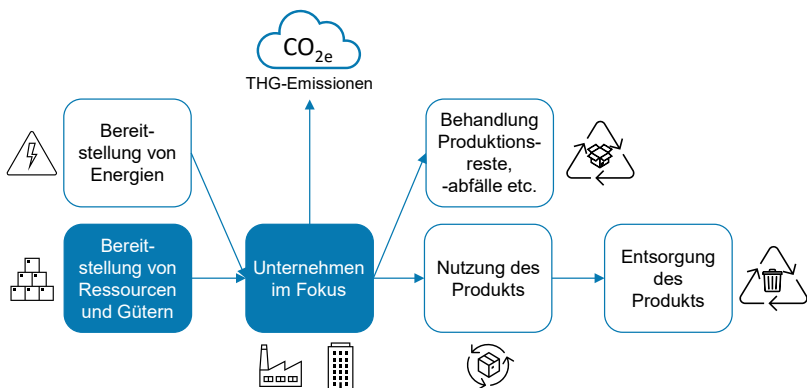 CO2e
THG-Emissionen
Bereit-
stellung von
Energien
Behandlung
Produktions-
reste,
-abfälle etc.
Bereit-
stellung von
Ressourcen
und Gütern
Unternehmen
im Fokus
Nutzung des
Produkts
Entsorgung
des
Produkts